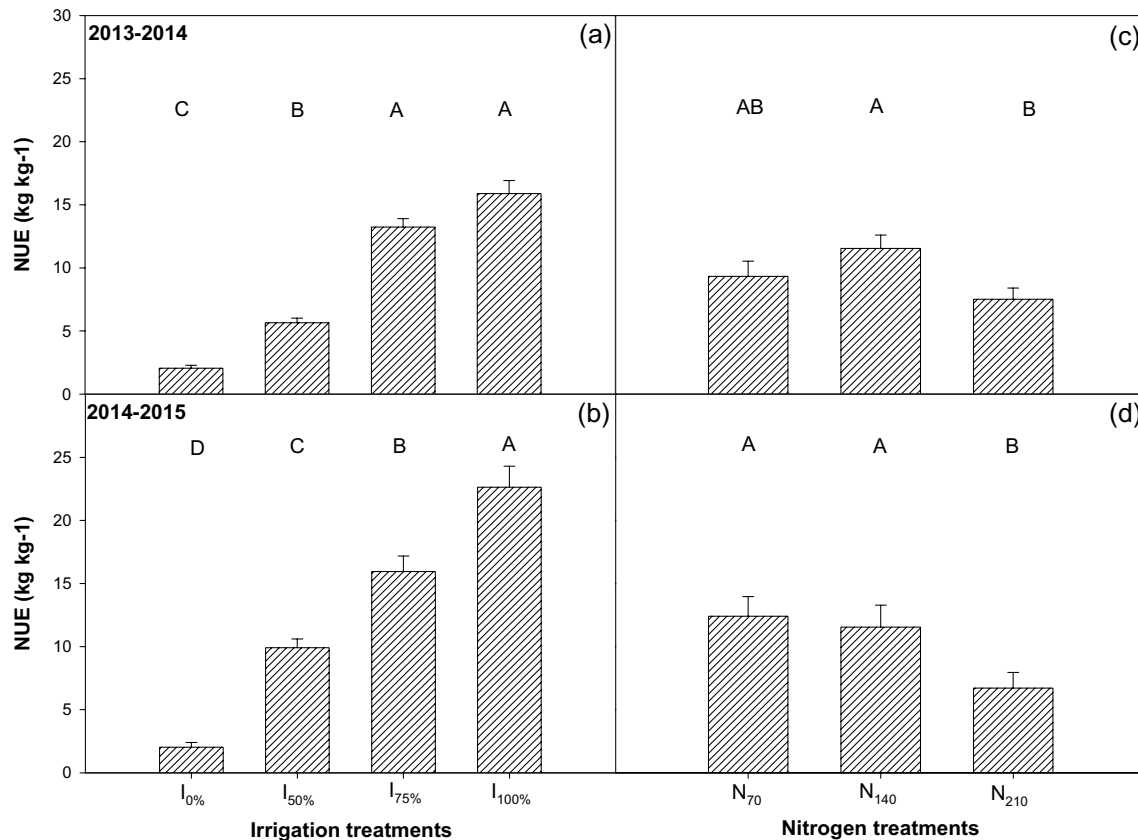 2013-2014
(a)
(c)
NUE (kg kg-1)
30
25
20
15
10
5
0
C B A A
AB A B
2014-2015
(b)
(d)
NUE (kg kg-1)
25
20
15
10
5
0
D C B A
A A B
I0% I50% I75% I100%
N70 N140 N210
Irrigation treatments
Nitrogen treatments